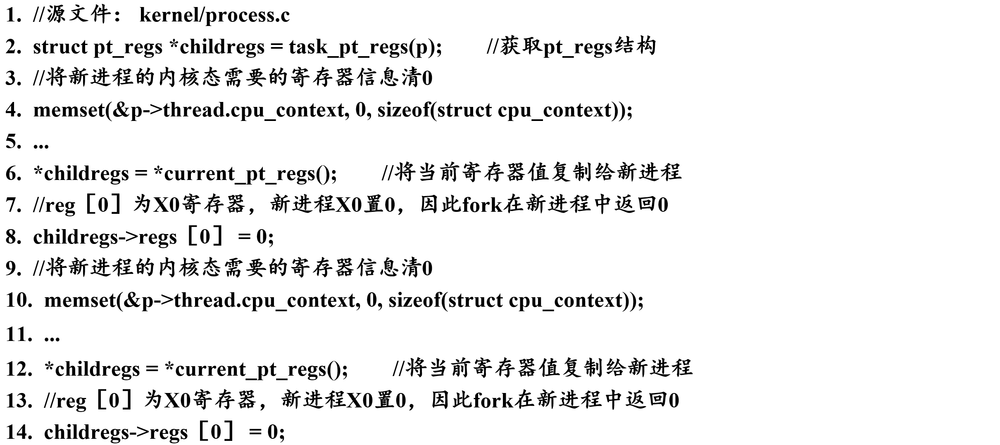 1. //源文件： kernel/process.c
2. struct pt_regs *childregs = task_pt_regs(p); //获取pt_regs结构
3. //将新进程的内核态需要的寄存器信息清0
4. memset(&p->thread.cpu_context, 0, sizeof(struct cpu_context));
5. ...
6. *childregs = *current_pt_regs(); //将当前寄存器值复制给新进程
7. //reg［0］为X0寄存器，新进程X0置0，因此fork在新进程中返回0
8. childregs->regs［0］ = 0;
9. //将新进程的内核态需要的寄存器信息清0
10. memset(&p->thread.cpu_context, 0, sizeof(struct cpu_context));
11. ...
12. *childregs = *current_pt_regs(); //将当前寄存器值复制给新进程
13. //reg［0］为X0寄存器，新进程X0置0，因此fork在新进程中返回0
14. childregs->regs［0］ = 0;